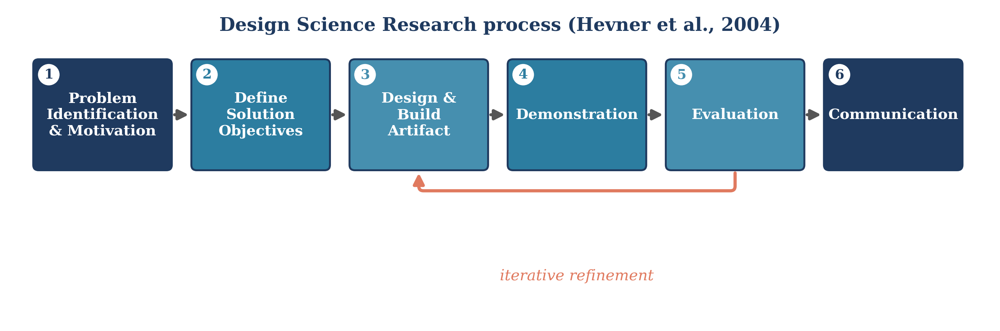 Design Science Research process (Hevner et al., 2004)
1
Problem
Identification
& Motivation
2
Define
Solution
Objectives
3
Design &
Build
Artifact
4
Demonstration
5
Evaluation
6
Communication
iterative refinement